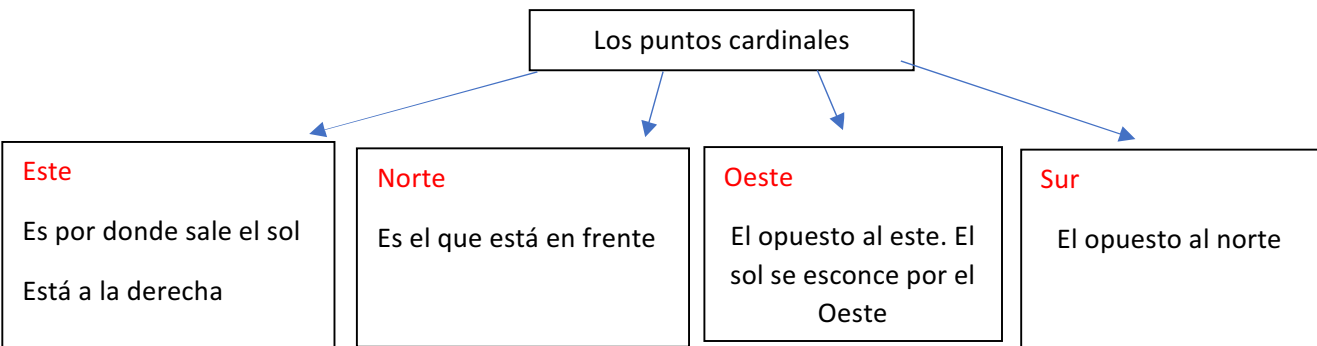 Los puntos cardinales
Este
Es por donde sale el sol
Está a la derecha
Norte
Es el que está en frente
Oeste
El opuesto al este. El
sol se esconce por el
Oeste
Sur
El opuesto al norte